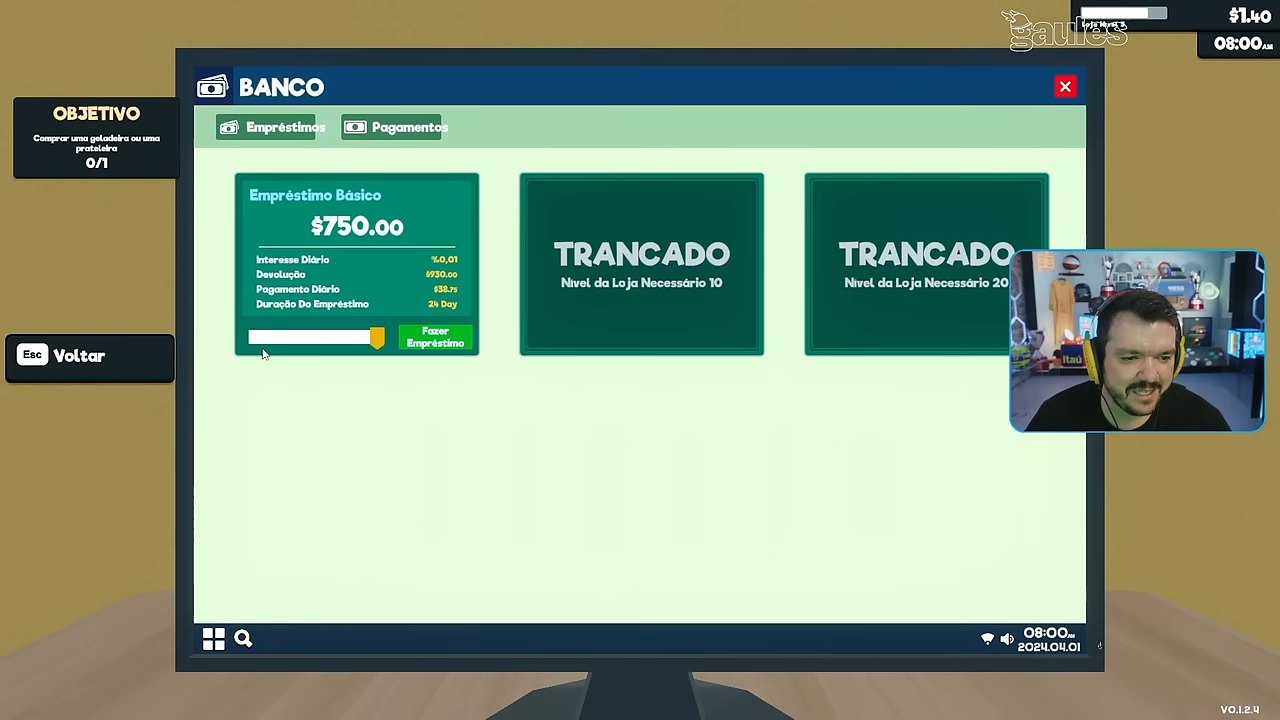 gaules
$1.40
08:00AM
BANCO
OBJETIVO
Comprar uma geladeira ou uma
prateleira
0/1
Empréstimos
Pagamentos
Empréstimo Básico
$750.00
Interesse Diário %0,01
Devolução $930.00
Pagamento Diário $38.75
Duração Do Empréstimo 24 Day
Fazer
Empréstimo
TRANCADO
Nível da Loja Necessário 10
TRANCADO
Nível da Loja Necessário 20
Esc Voltar
Itaú
08:00AM
2024.04.01
V0.1.2.4